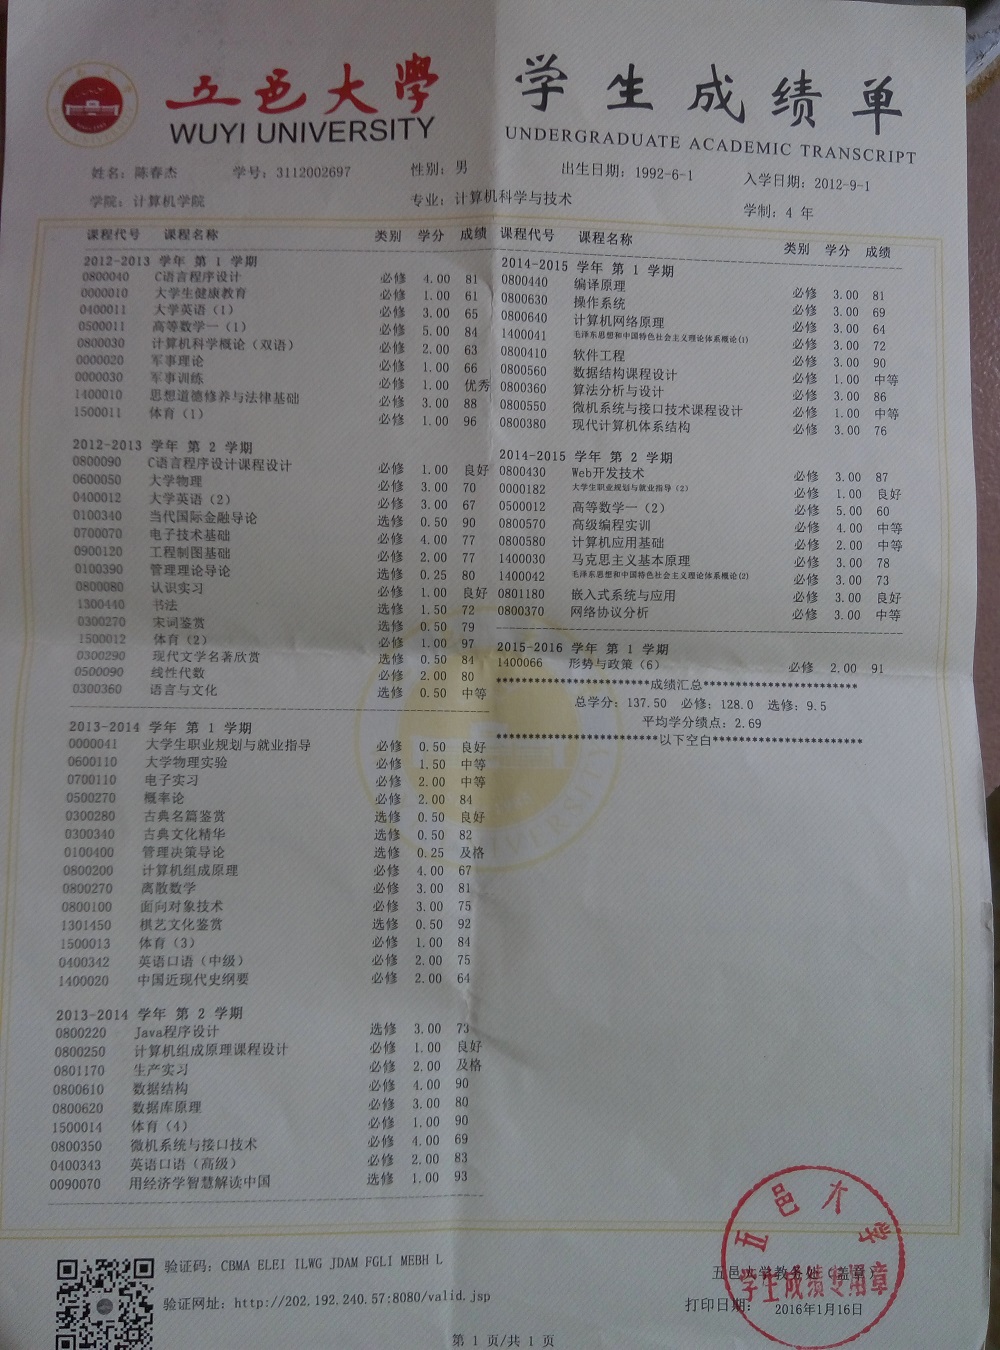 五邑大学 学生成绩单
WUYI UNIVERSITY UNDERGRADUATE ACADEMIC TRANSCRIPT
姓名：陈春杰 学号：3112002697 性别：男 出生日期：1992-6-1 入学日期：2012-9-1
学院：计算机学院 专业：计算机科学与技术 学制：4 年
课程代号 课程名称 类别 学分 成绩
2012-2013 学年 第 1 学期
0800040 C语言程序设计 必修 4.00 81
0000010 大学生健康教育 必修 1.00 61
0400011 大学英语（1） 必修 3.00 65
0500011 高等数学一（1） 必修 5.00 84
0800030 计算机科学概论（双语） 必修 2.00 63
0000020 军事理论 必修 1.00 66
0000030 军事训练 必修 1.00 优秀
1400010 思想道德修养与法律基础 必修 3.00 88
1500011 体育（1） 必修 1.00 96
2012-2013 学年 第 2 学期
0800090 C语言程序设计课程设计 必修 1.00 良好
0600050 大学物理 必修 3.00 70
0400012 大学英语（2） 必修 3.00 67
0100340 当代国际金融导论 选修 0.50 90
0700070 电子技术基础 必修 4.00 77
0900120 工程制图基础 必修 2.00 77
0100390 管理理论导论 选修 0.25 80
0800080 认识实习 必修 1.00 良好
1300440 书法 选修 1.50 72
0300270 宋词鉴赏 选修 0.50 79
1500012 体育（2） 必修 1.00 97
0300290 现代文学名著欣赏 选修 0.50 84
0500090 线性代数 必修 2.00 80
0300360 语言与文化 选修 0.50 中等
2013-2014 学年 第 1 学期
0000041 大学生职业规划与就业指导 必修 0.50 良好
0600110 大学物理实验 必修 1.50 中等
0700110 电子实习 必修 2.00 中等
0500270 概率论 必修 2.00 84
0300280 古典名篇鉴赏 选修 0.50 良好
0300340 古典文化精华 选修 0.50 82
0100400 管理决策导论 选修 0.25 及格
0800200 计算机组成原理 必修 4.00 67
0800270 离散数学 必修 3.00 81
0800100 面向对象技术 必修 3.00 75
1301450 棋艺文化鉴赏 选修 0.50 92
1500013 体育（3） 必修 1.00 84
0400342 英语口语（中级） 必修 2.00 75
1400020 中国近现代史纲要 必修 2.00 64
2013-2014 学年 第 2 学期
0800220 Java程序设计 选修 3.00 73
0800250 计算机组成原理课程设计 必修 1.00 良好
0801170 生产实习 必修 2.00 及格
0800610 数据结构 必修 4.00 90
0800620 数据库原理 必修 3.00 80
1500014 体育（4） 必修 1.00 90
0800350 微机系统与接口技术 必修 4.00 69
0400343 英语口语（高级） 必修 2.00 83
0090070 用经济学智慧解读中国 选修 1.00 93
课程代号 课程名称 类别 学分 成绩
2014-2015 学年 第 1 学期
0800440 编译原理 必修 3.00 81
0800630 操作系统 必修 3.00 69
0800640 计算机网络原理 必修 3.00 64
1400041 毛泽东思想和中国特色社会主义理论体系概论(1) 必修 3.00 72
0800410 软件工程 必修 3.00 90
0800560 数据结构课程设计 必修 1.00 中等
0800360 算法分析与设计 必修 3.00 86
0800550 微机系统与接口技术课程设计 必修 1.00 中等
0800380 现代计算机体系结构 必修 3.00 76
2014-2015 学年 第 2 学期
0800430 Web开发技术 必修 3.00 87
0000182 大学生职业规划与就业指导（2） 必修 1.00 良好
0500012 高等数学一（2） 必修 5.00 60
0800570 高级编程实训 必修 4.00 中等
0800580 计算机应用基础 必修 2.00 中等
1400030 马克思主义基本原理 必修 3.00 78
1400042 毛泽东思想和中国特色社会主义理论体系概论(2) 必修 3.00 73
0801180 嵌入式系统与应用 必修 3.00 良好
0800370 网络协议分析 必修 3.00 中等
2015-2016 学年 第 1 学期
1400066 形势与政策（6） 必修 2.00 91
**********************成绩汇总**********************
总学分：137.50 必修：128.0 选修：9.5
平均学分绩点：2.69
**********************以下空白**********************
验证码：CBMA ELEI ILWG JDAM FGLI MEBH L
验证网址：http://202.192.240.57:8080/valid.jsp
五邑大学教务处（盖章）
打印日期： 2016年1月16日
五邑大学
学生成绩专用章
第 1 页/共 1 页